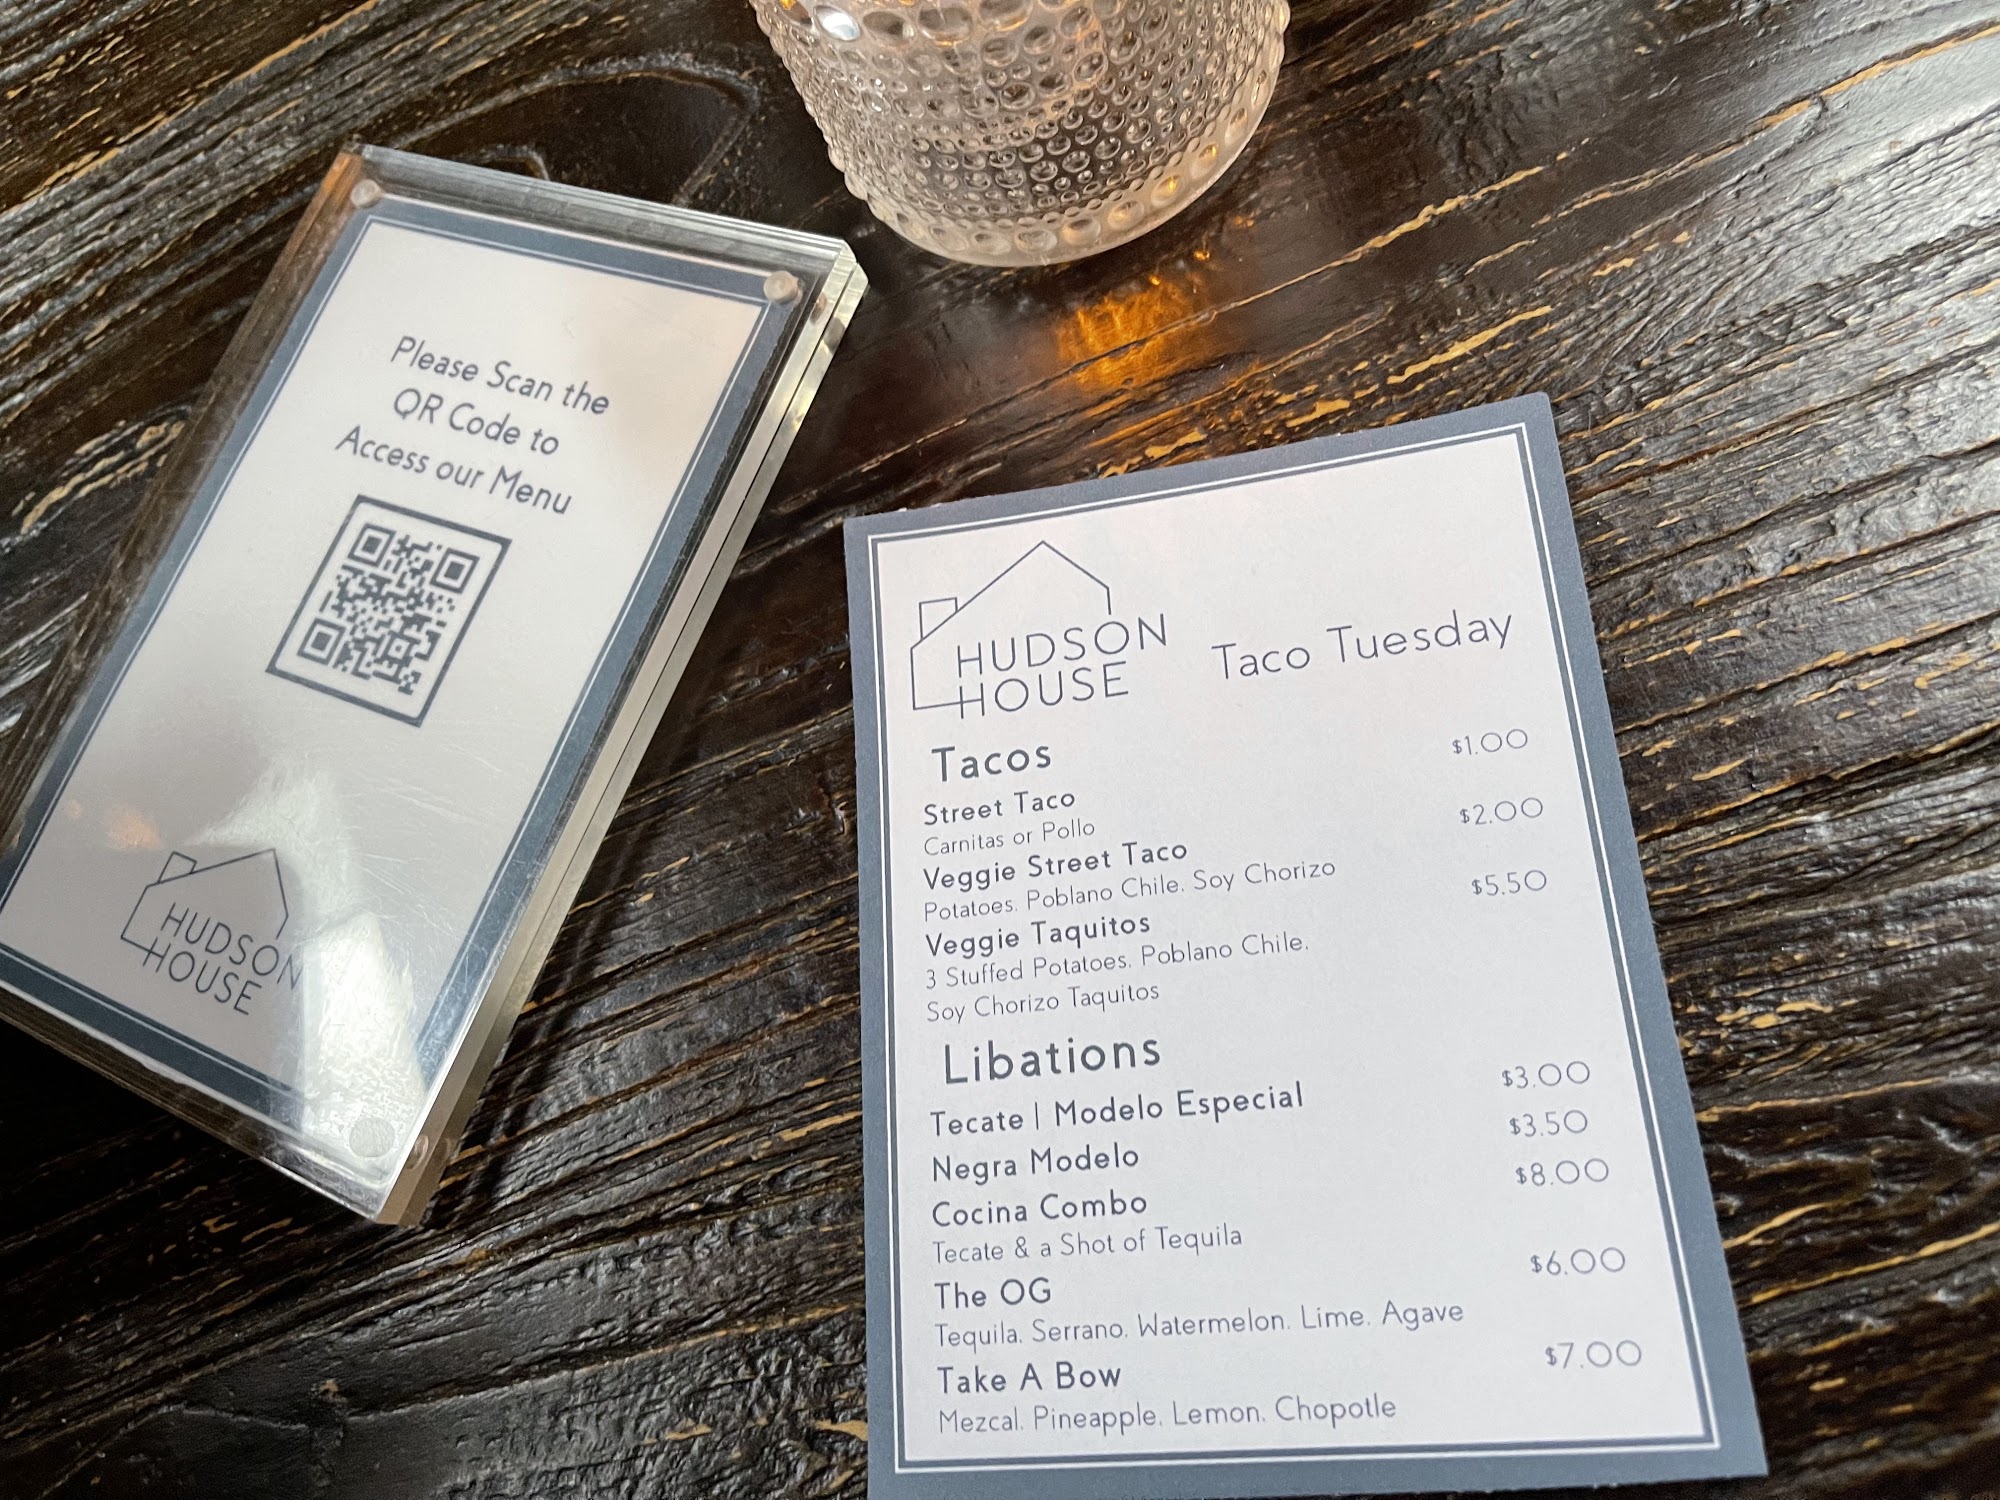 Please Scan the
QR Code to
Access our Menu
HUDSON
HOUSE
HUDSON
HOUSE
Taco Tuesday
Tacos
Street Taco $1.00
Carnitas or Pollo
Veggie Street Taco $2.00
Potatoes, Poblano Chile, Soy Chorizo
Veggie Taquitos $5.50
3 Stuffed Potatoes, Poblano Chile,
Soy Chorizo Taquitos
Libations
Tecate | Modelo Especial $3.00
Negra Modelo $3.50
Cocina Combo $8.00
Tecate & a Shot of Tequila
The OG $6.00
Tequila, Serrano, Watermelon, Lime, Agave
Take A Bow $7.00
Mezcal, Pineapple, Lemon, Chopotle